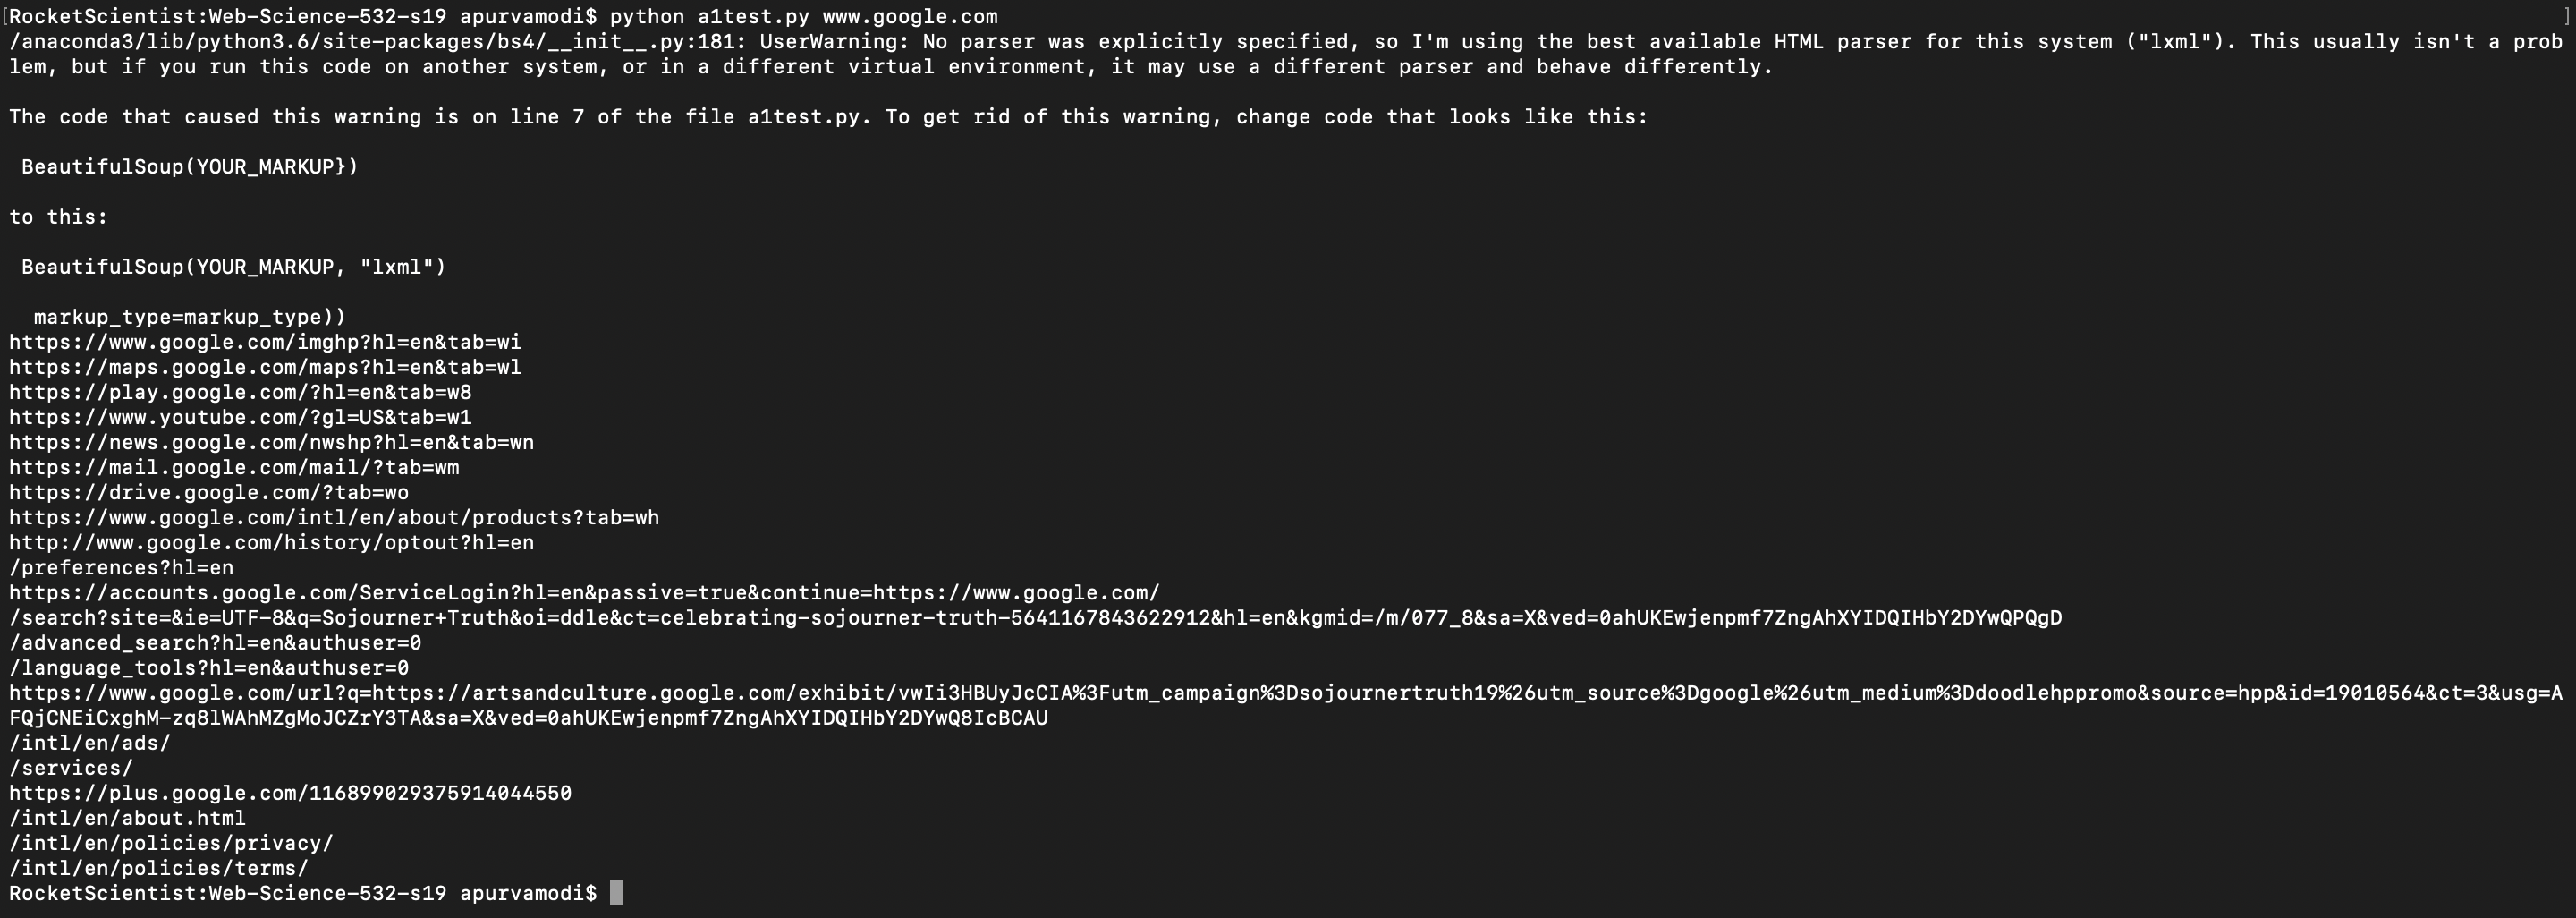 [RocketScientist:Web-Science-532-s19 apurvamodi$ python a1test.py www.google.com ]
/anaconda3/lib/python3.6/site-packages/bs4/__init__.py:181: UserWarning: No parser was explicitly specified, so I'm using the best available HTML parser for this system ("lxml"). This usually isn't a prob
lem, but if you run this code on another system, or in a different virtual environment, it may use a different parser and behave differently.

The code that caused this warning is on line 7 of the file a1test.py. To get rid of this warning, change code that looks like this:

 BeautifulSoup(YOUR_MARKUP})

to this:

 BeautifulSoup(YOUR_MARKUP, "lxml")

  markup_type=markup_type))
https://www.google.com/imghp?hl=en&tab=wi
https://maps.google.com/maps?hl=en&tab=wl
https://play.google.com/?hl=en&tab=w8
https://www.youtube.com/?gl=US&tab=w1
https://news.google.com/nwshp?hl=en&tab=wn
https://mail.google.com/mail/?tab=wm
https://drive.google.com/?tab=wo
https://www.google.com/intl/en/about/products?tab=wh
http://www.google.com/history/optout?hl=en
/preferences?hl=en
https://accounts.google.com/ServiceLogin?hl=en&passive=true&continue=https://www.google.com/
/search?site=&ie=UTF-8&q=Sojourner+Truth&oi=ddle&ct=celebrating-sojourner-truth-5641167843622912&hl=en&kgmid=/m/077_8&sa=X&ved=0ahUKEwjenpmf7ZngAhXYIDQIHbY2DYwQPQgD
/advanced_search?hl=en&authuser=0
/language_tools?hl=en&authuser=0
https://www.google.com/url?q=https://artsandculture.google.com/exhibit/vwIi3HBUyJcCIA%3Futm_campaign%3Dsojournertruth19%26utm_source%3Dgoogle%26utm_medium%3Ddoodlehppromo&source=hpp&id=19010564&ct=3&usg=A
FQjCNEiCxghM-zq8lWAhMZgMoJCZrY3TA&sa=X&ved=0ahUKEwjenpmf7ZngAhXYIDQIHbY2DYwQ8IcBCAU
/intl/en/ads/
/services/
https://plus.google.com/116899029375914044550
/intl/en/about.html
/intl/en/policies/privacy/
/intl/en/policies/terms/
RocketScientist:Web-Science-532-s19 apurvamodi$